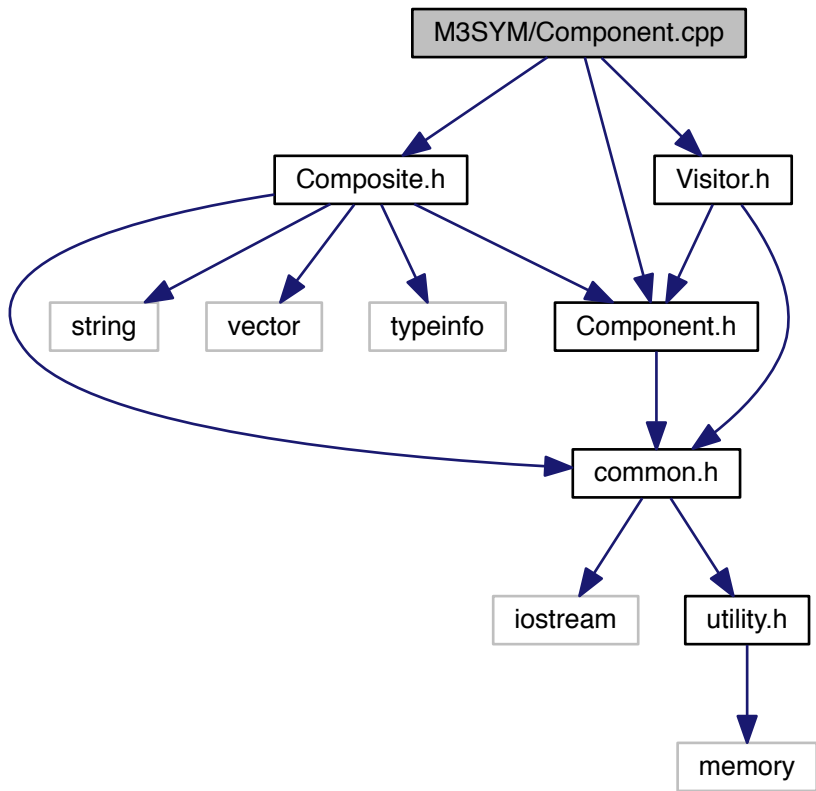 M3SYM/Component.cpp
Composite.h
Visitor.h
string
vector
typeinfo
Component.h
common.h
iostream
utility.h
memory